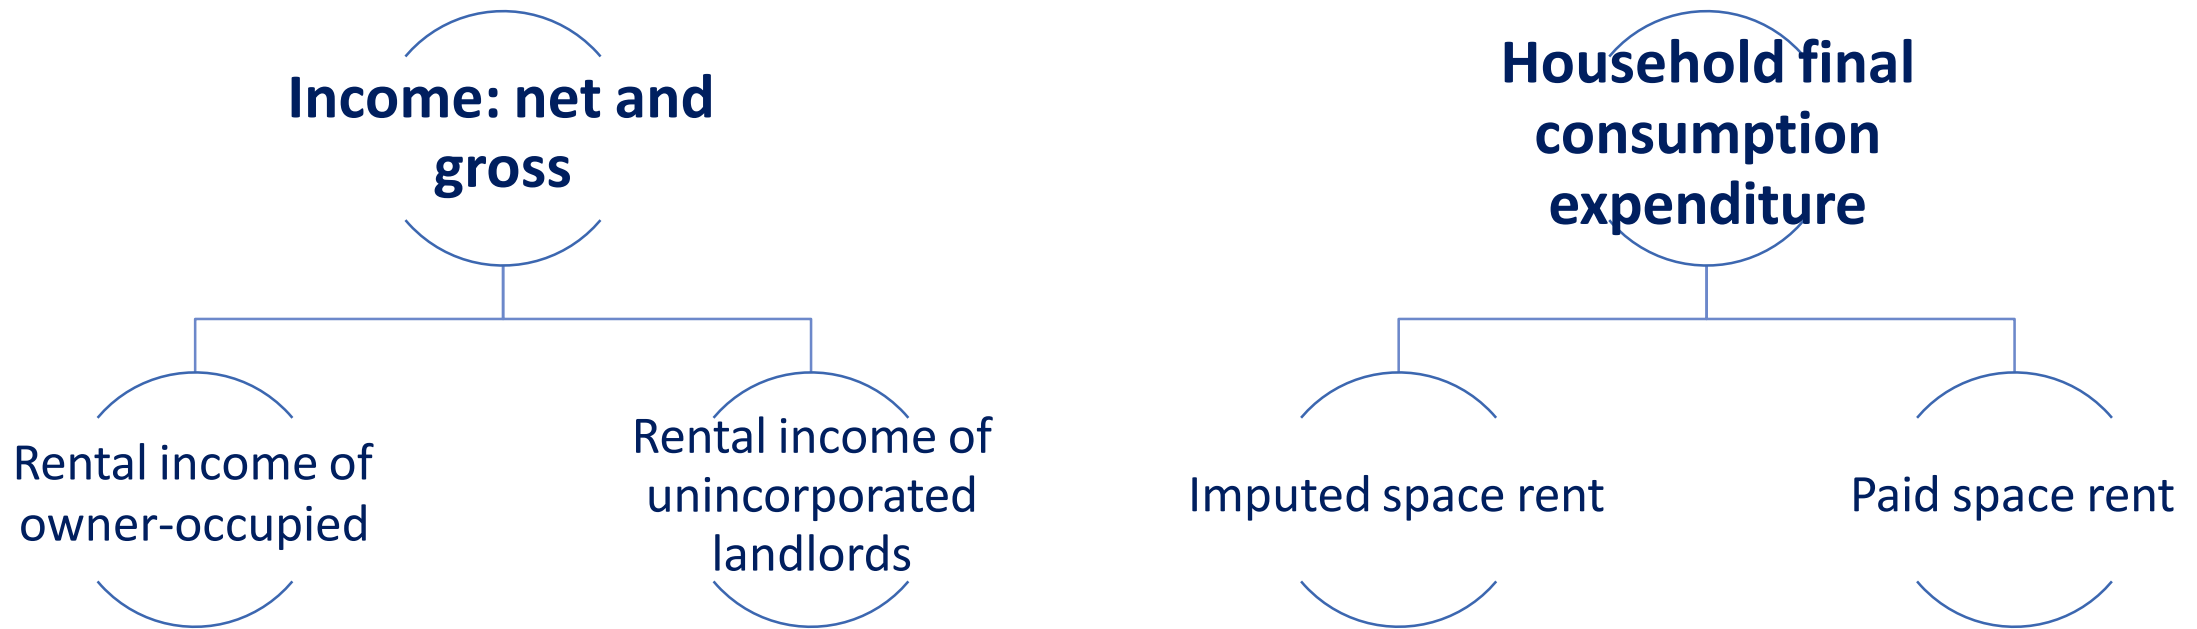 Income: net and
gross
Household final
consumption
expenditure
Rental income of
owner-occupied
Rental income of
unincorporated
landlords
Imputed space rent
Paid space rent